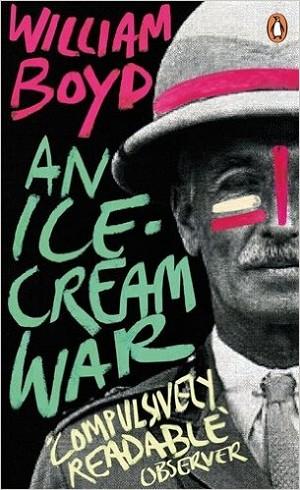 WILLIAM
BOYD
AN
ICE-
CREAM
WAR
'COMPULSIVELY
READABLE'
OBSERVER